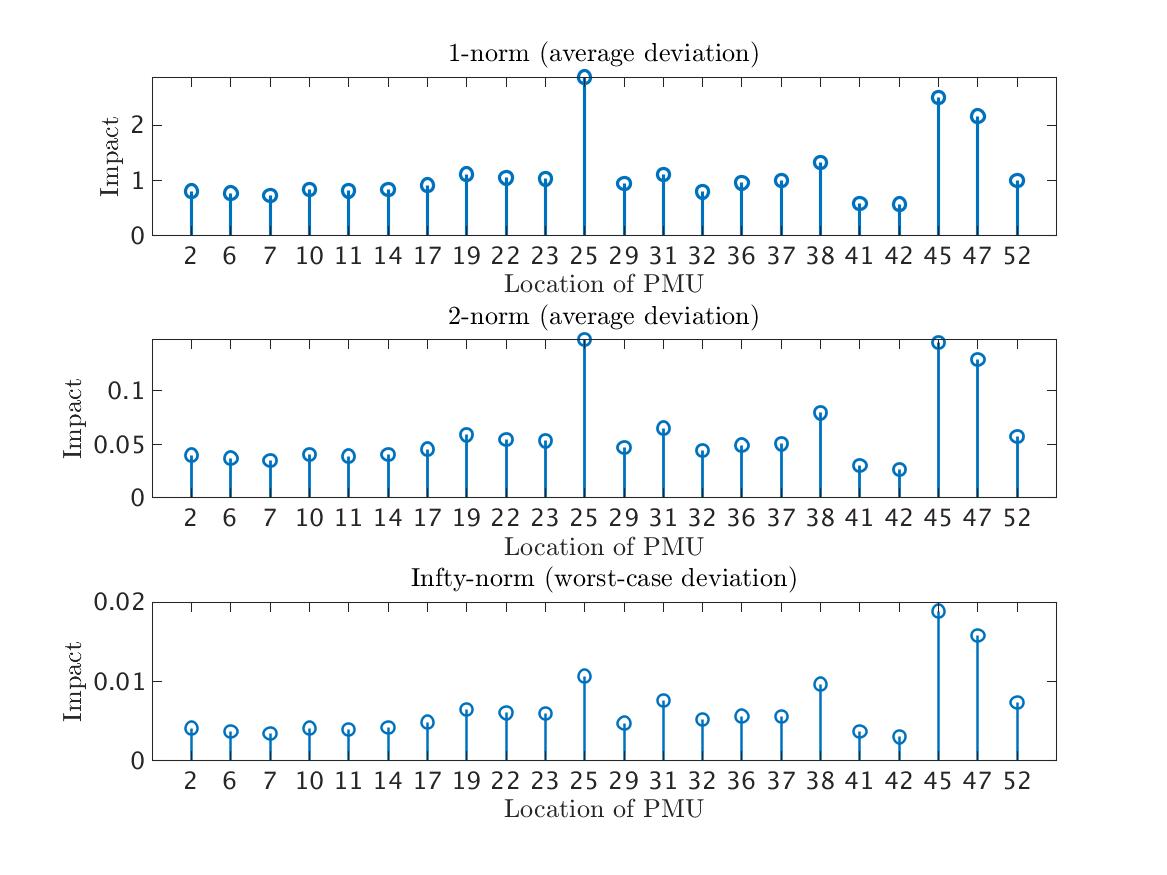 1-norm (average deviation)
Impact
2
1
0
2 6 7 10 11 14 17 19 22 23 25 29 31 32 36 37 38 41 42 45 47 52
Location of PMU
2-norm (average deviation)
Impact
0.1
0.05
0
2 6 7 10 11 14 17 19 22 23 25 29 31 32 36 37 38 41 42 45 47 52
Location of PMU
Infty-norm (worst-case deviation)
Impact
0.02
0.01
0
2 6 7 10 11 14 17 19 22 23 25 29 31 32 36 37 38 41 42 45 47 52
Location of PMU